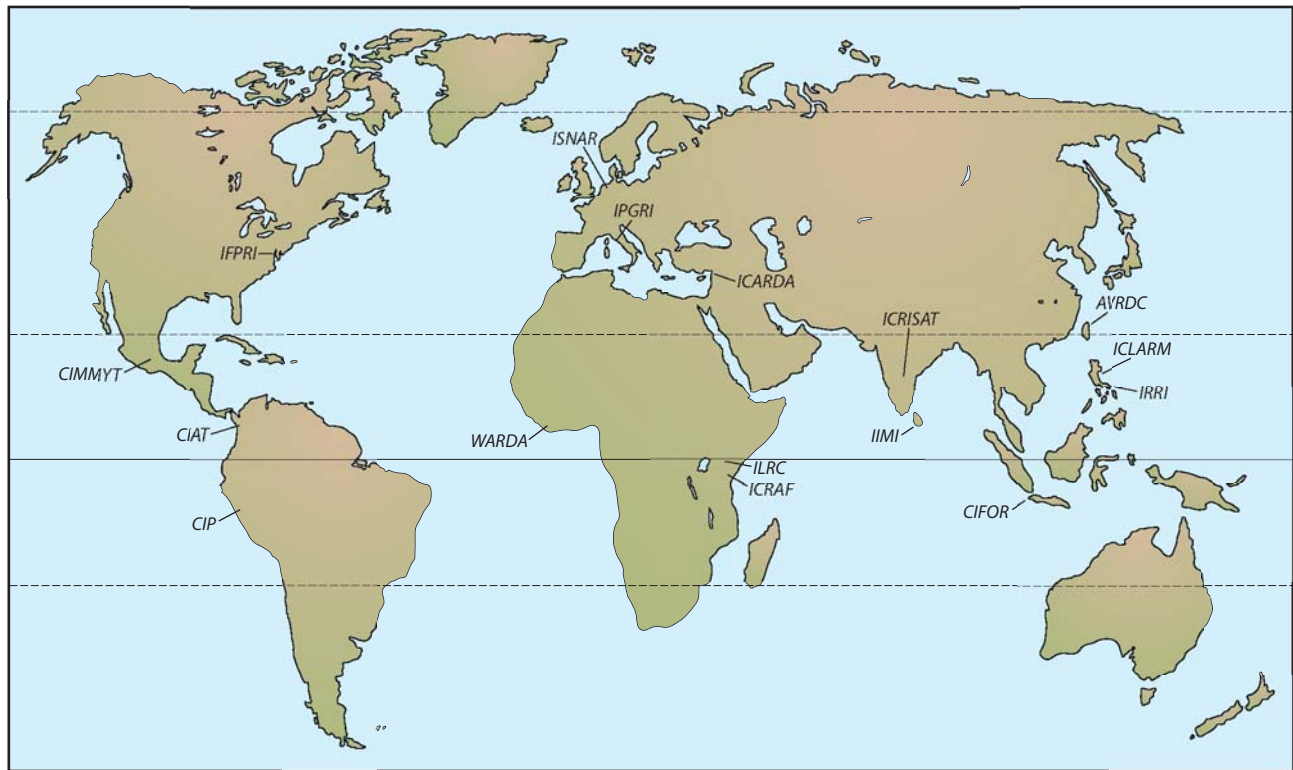 ISNAR
IPGRI
IFPRI
ICARDA
AVRDC
ICRISAT
ICLARM
CIMMYT
IRRI
CIAT
IIMI
WARDA
ILRC
ICRAF
CIFOR
CIP